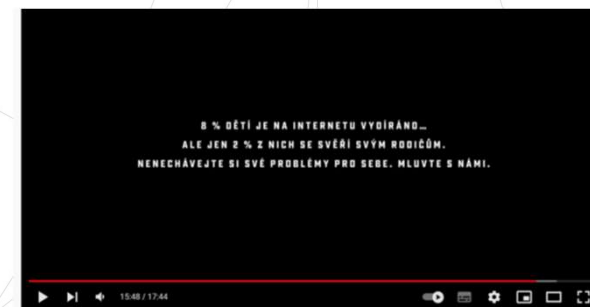 8 % DĚTÍ JE NA INTERNETU VYDÍRÁNO…
ALE JEN 2 % Z NICH SE SVĚŘÍ SVÝM RODIČŮM.
NENECHÁVEJTE SI SVÉ PROBLÉMY PRO SEBE. MLUVTE S NÁMI.
15:48 / 17:44